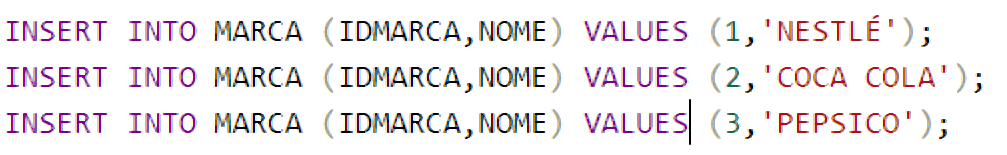 INSERT INTO MARCA (IDMARCA,NOME) VALUES (1,'NESTLÉ');
INSERT INTO MARCA (IDMARCA,NOME) VALUES (2,'COCA COLA');
INSERT INTO MARCA (IDMARCA,NOME) VALUES (3,'PEPSICO');